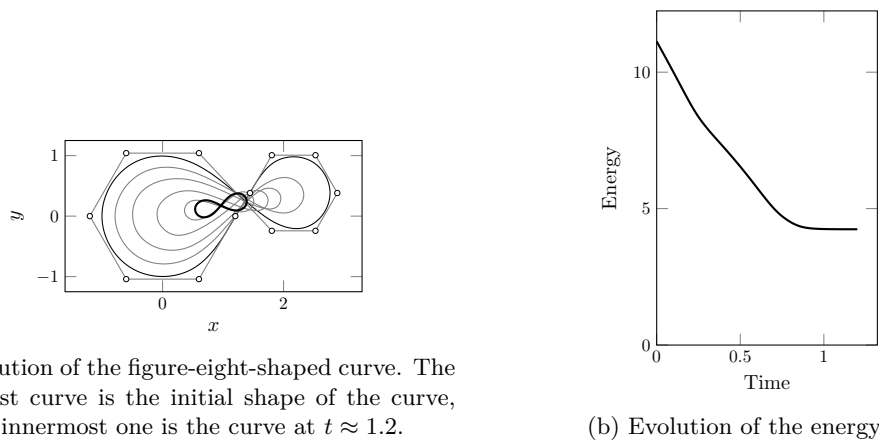 1
0
−1
y
0
2
x
ution of the figure-eight-shaped curve. The
st curve is the initial shape of the curve,
innermost one is the curve at t ≈ 1.2.
10
5
0
Energy
0
0.5
1
Time
(b) Evolution of the energy